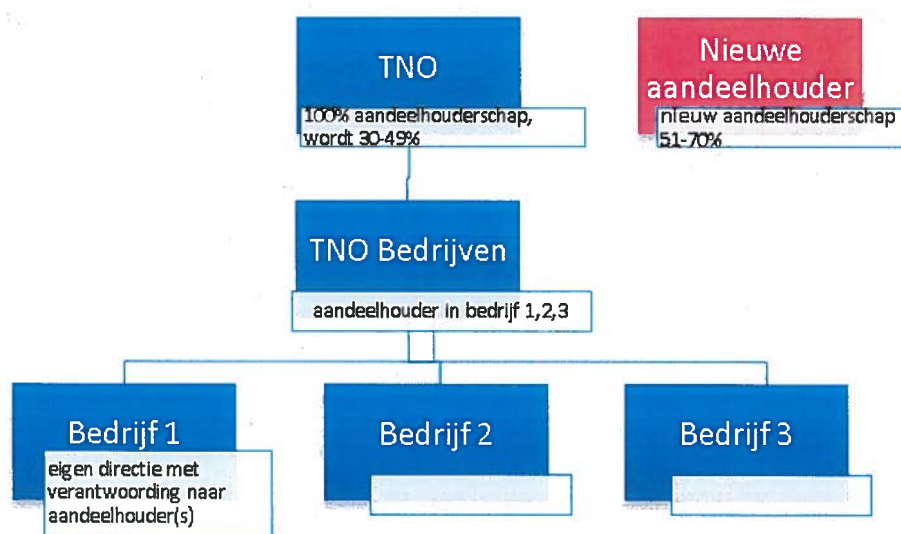 TNO
100% aandeelhouderschap,
wordt 30-49%
Nieuwe
aandeelhouder
nieuw aandeelhouderschap
51-70%
TNO Bedrijven
aandeelhouder in bedrijf 1,2,3
Bedrijf 1
eigen directie met
verantwoording naar
aandeelhouder(s)
Bedrijf 2
Bedrijf 3